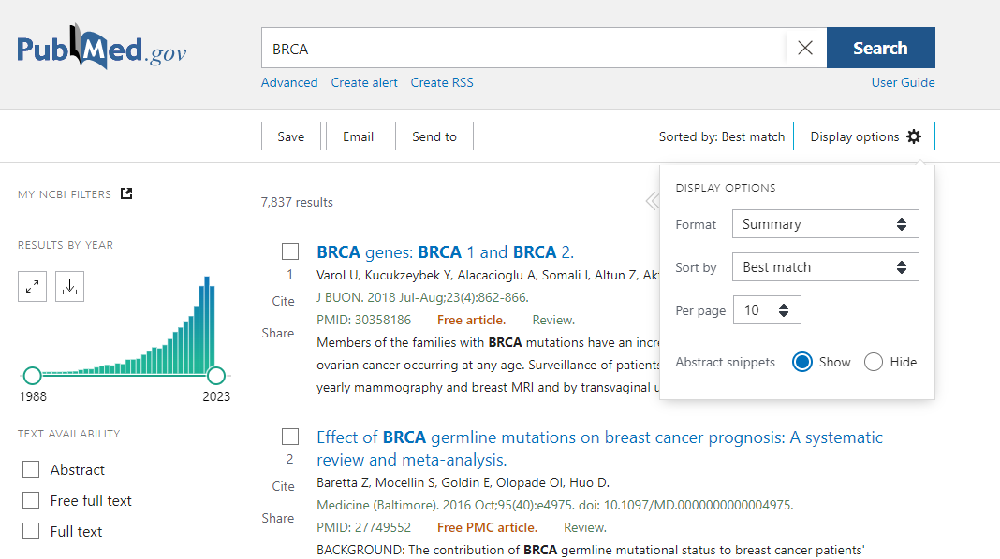 PubMed.gov
BRCA
Search
Advanced Create alert Create RSS User Guide
Save Email Send to Sorted by: Best match Display options
MY NCBI FILTERS
7,837 results
RESULTS BY YEAR
1988 2023
TEXT AVAILABILITY
Abstract
Free full text
Full text
DISPLAY OPTIONS
Format Summary
Sort by Best match
Per page 10
Abstract snippets Show Hide
BRCA genes: BRCA 1 and BRCA 2.
1
Cite
Share
Varol U, Kucukzeybek Y, Alacacioglu A, Somali I, Altun Z,
J BUON. 2018 Jul-Aug;23(4):862-866.
PMID: 30358186 Free article. Review.
Members of the families with BRCA mutations have an
ovarian cancer occurring at any age. Surveillance of patients
yearly mammography and breast MRI and by transvaginal
Effect of BRCA germline mutations on breast cancer prognosis: A systematic
review and meta-analysis.
2
Cite
Share
Baretta Z, Mocellin S, Goldin E, Olopade OI, Huo D.
Medicine (Baltimore). 2016 Oct;95(40):e4975. doi: 10.1097/MD.0000000000004975.
PMID: 27749552 Free PMC article. Review.
BACKGROUND: The contribution of BRCA germline mutational status to breast cancer patients'